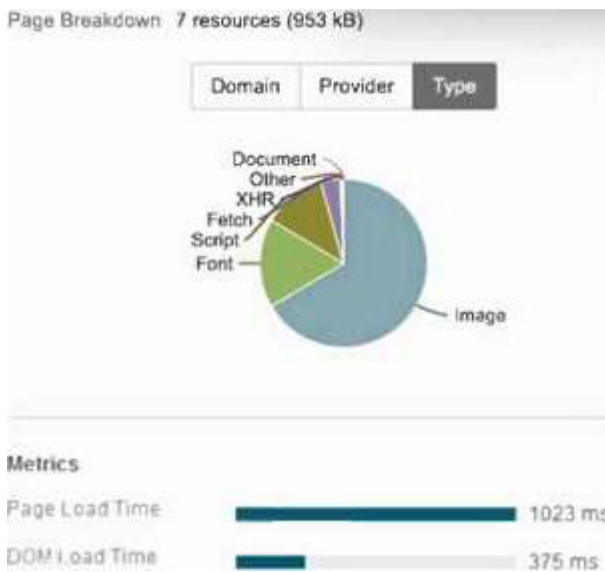 Page Breakdown 7 resources (953 kB)
Domain Provider Type
Document
Other
XHR
Fetch
Script
Font
Image
Metrics
Page Load Time 1023 ms
DOM Load Time 375 ms